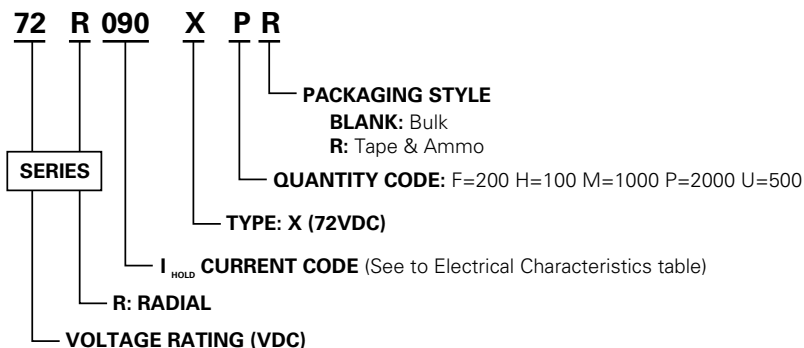 72 R 090 X P R
PACKAGING STYLE
BLANK: Bulk
R: Tape & Ammo
SERIES
QUANTITY CODE: F=200 H=100 M=1000 P=2000 U=500
TYPE: X (72VDC)
I HOLD CURRENT CODE (See to Electrical Characteristics table)
R: RADIAL
VOLTAGE RATING (VDC)